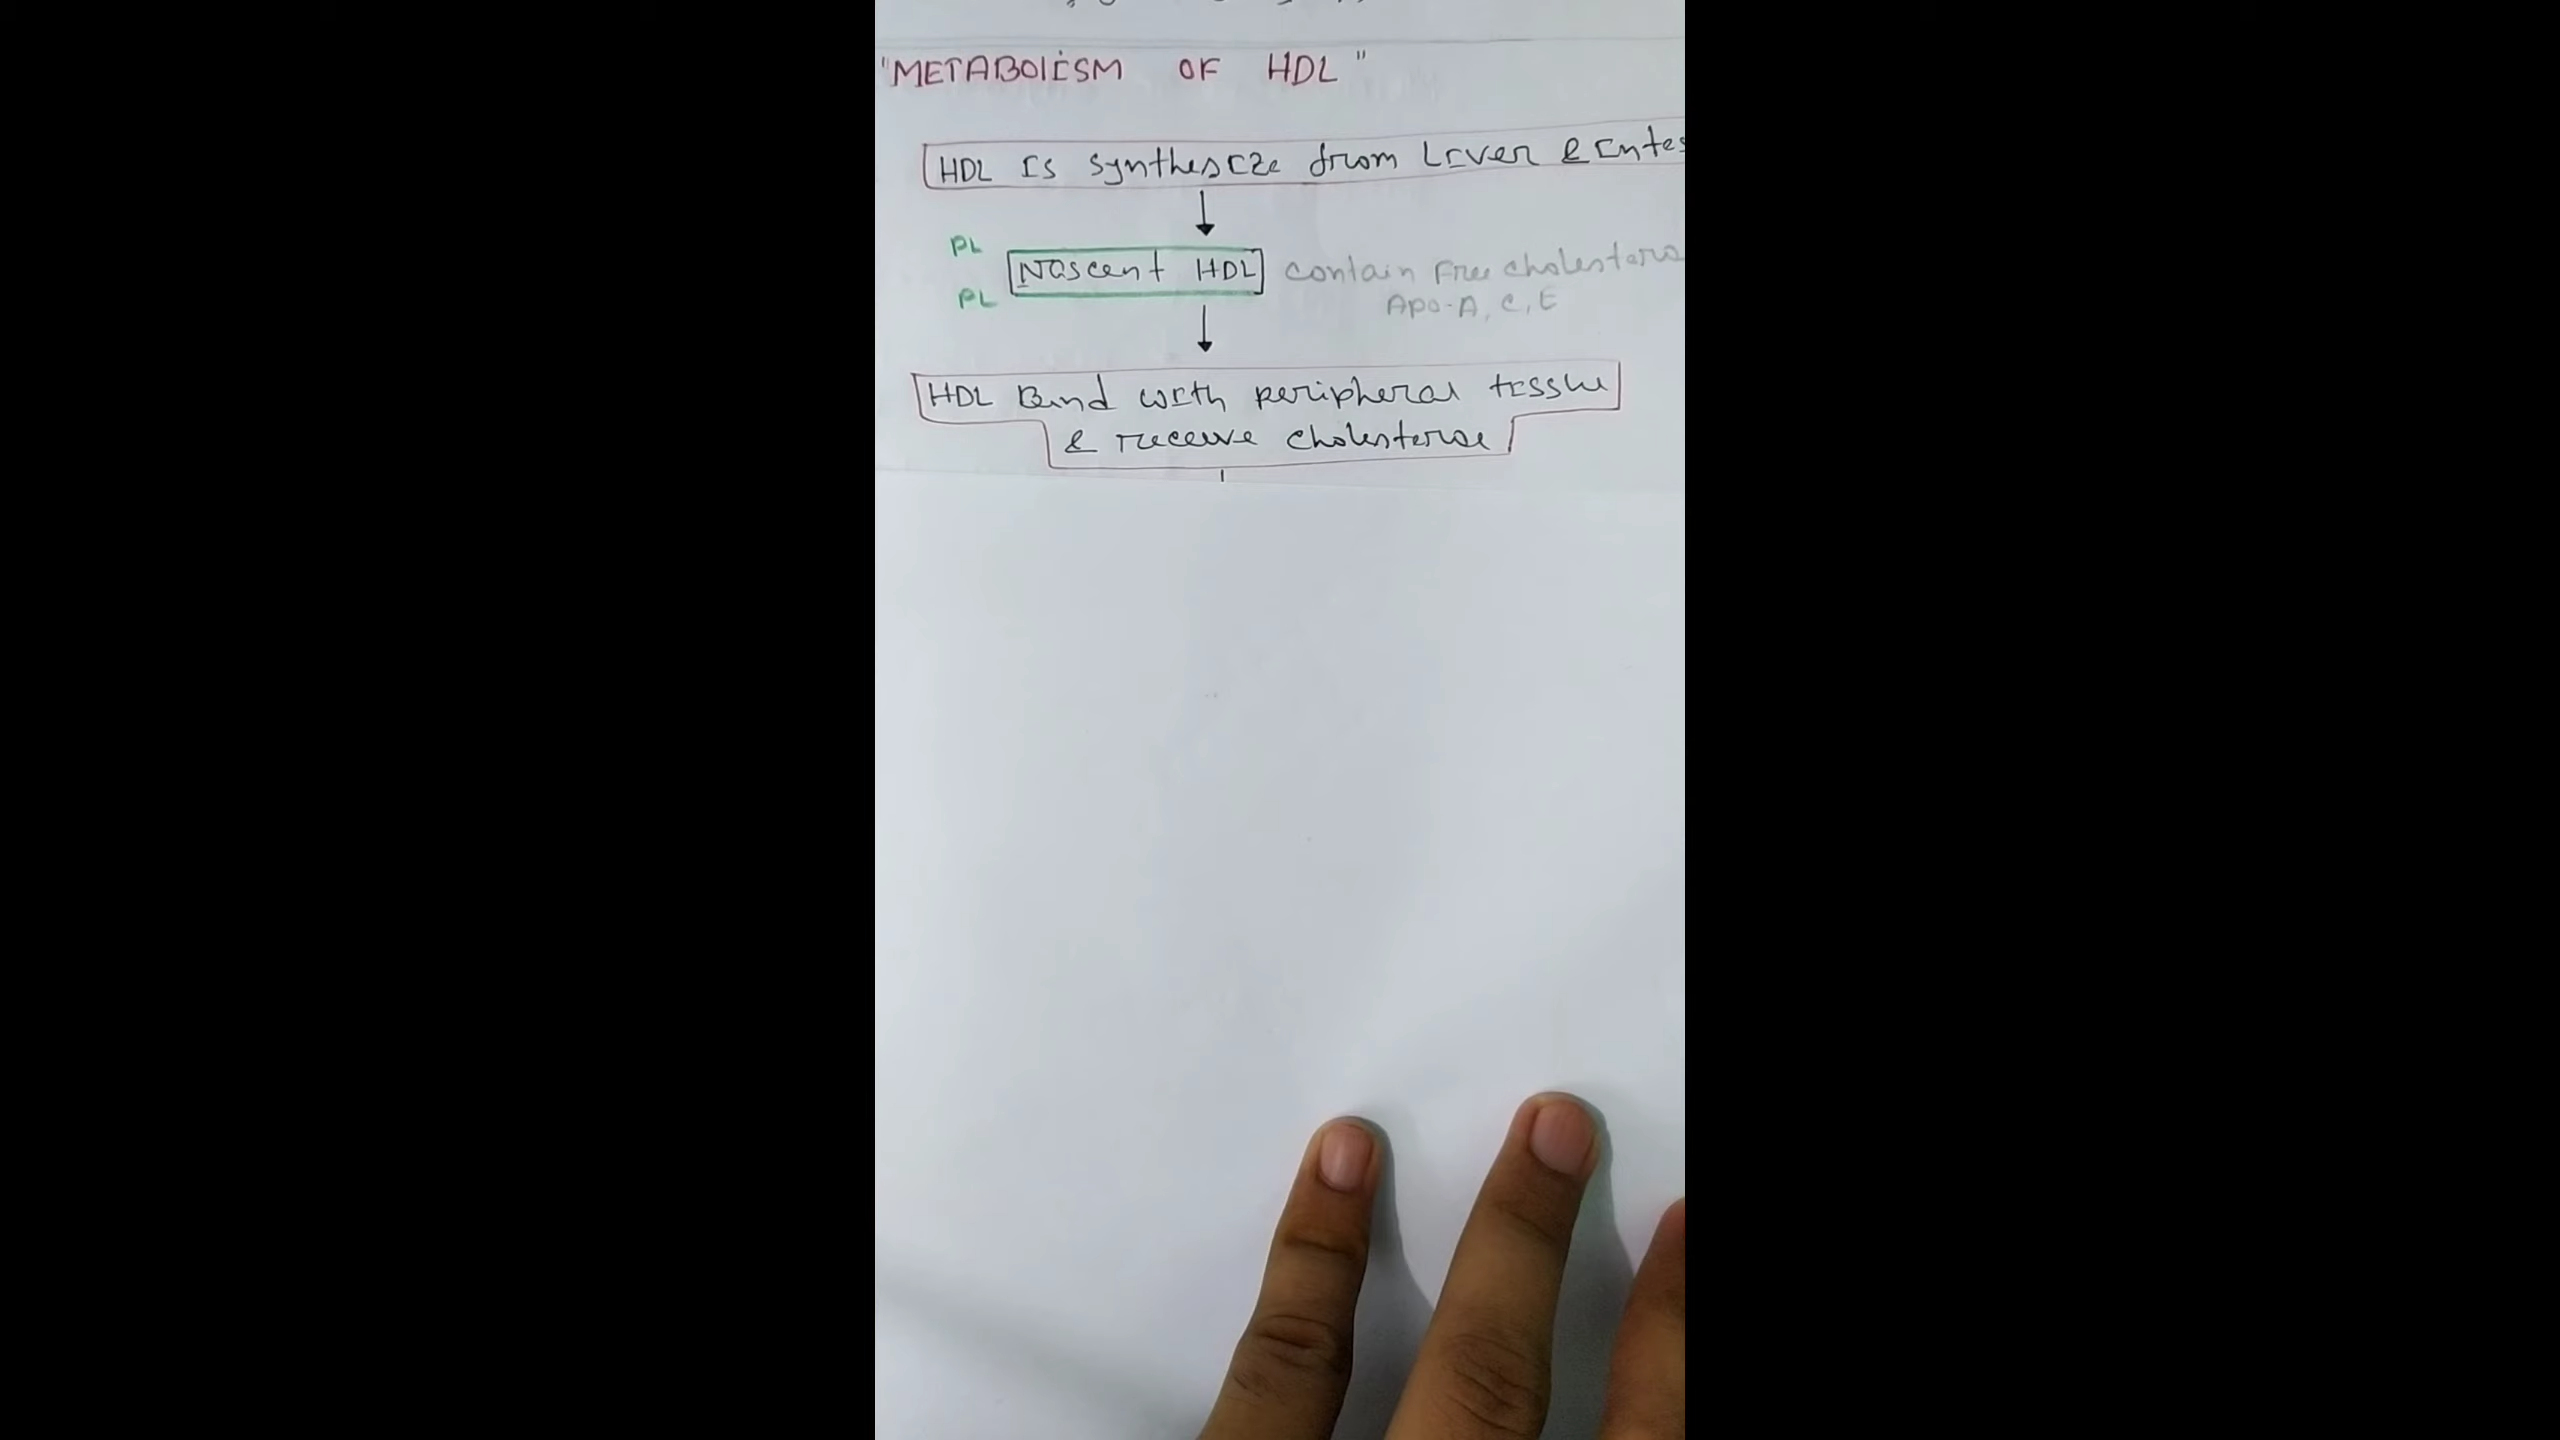 "METABOLISM OF HDL"
HDL is synthesize from Liver & Intes
PL
Nascent HDL contain Free cholestero
PL
Apo-A, C, E
HDL Bind with peripheral tissue
& receive cholesterol